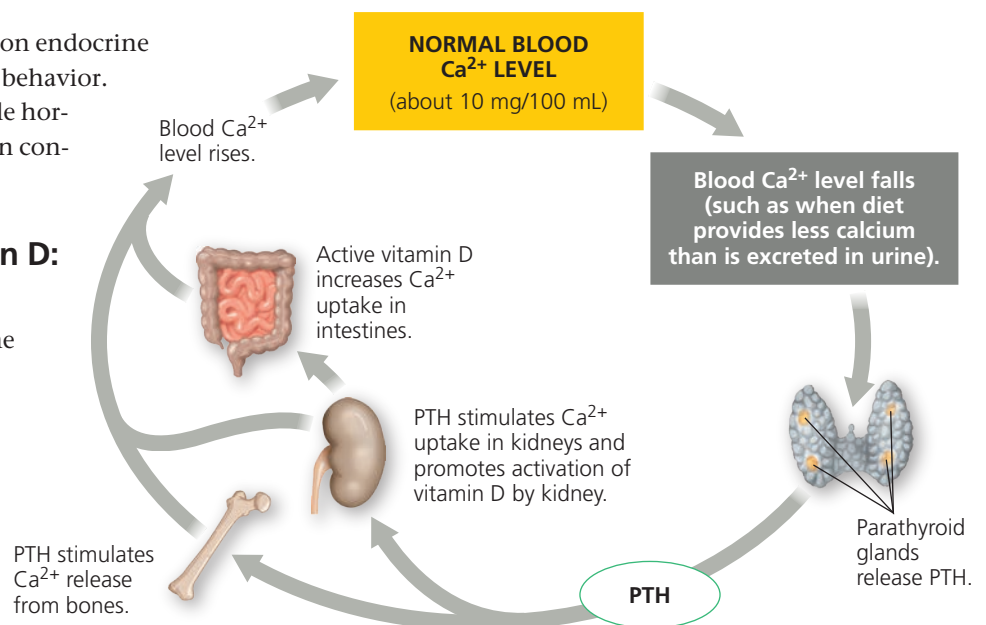 on endocrine
behavior.
le hor-
n con-
n D:
ne
NORMAL BLOOD
Ca²⁺ LEVEL
(about 10 mg/100 mL)
Blood Ca²⁺
level rises.
Blood Ca²⁺ level falls
(such as when diet
provides less calcium
than is excreted in urine).
Active vitamin D
increases Ca²⁺
uptake in
intestines.
PTH stimulates Ca²⁺
uptake in kidneys and
promotes activation of
vitamin D by kidney.
Parathyroid
glands
release PTH.
PTH stimulates
Ca²⁺ release
from bones.
PTH